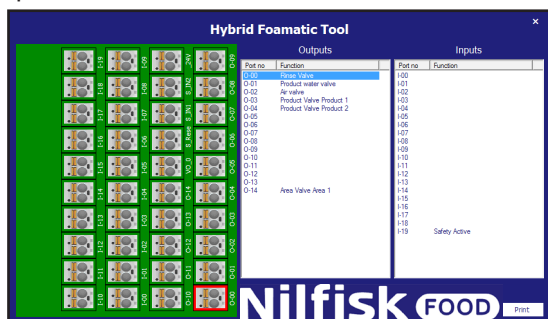 Hybrid Foamatic Tool
×
Outputs
Inputs
Port no Function
O-00 Rinse Valve
O-01 Product water valve
O-02 Air valve
O-03 Product Valve Product 1
O-04 Product Valve Product 2
O-05
O-06
O-07
O-08
O-09
O-10
O-11
O-12
O-13
O-14 Area Valve Area 1
Port no Function
I-00
I-01
I-02
I-03
I-04
I-05
I-06
I-07
I-08
I-09
I-10
I-11
I-12
I-13
I-14
I-15
I-16
I-17
I-18
I-19 Safety Active
I-19 I-09 _24V O-09
I-18 I-08 S_IN2 O-08
I-17 I-07 S_IN1 O-07
I-16 I-06 S_Rese O-06
I-15 I-05 VO_0 O-05
I-14 I-04 O-14 O-04
I-13 I-03 O-13 O-03
I-12 I-02 O-12 O-02
I-11 I-01 O-11 O-01
I-10 I-00 O-10 O-00
Nilfisk FOOD
Print